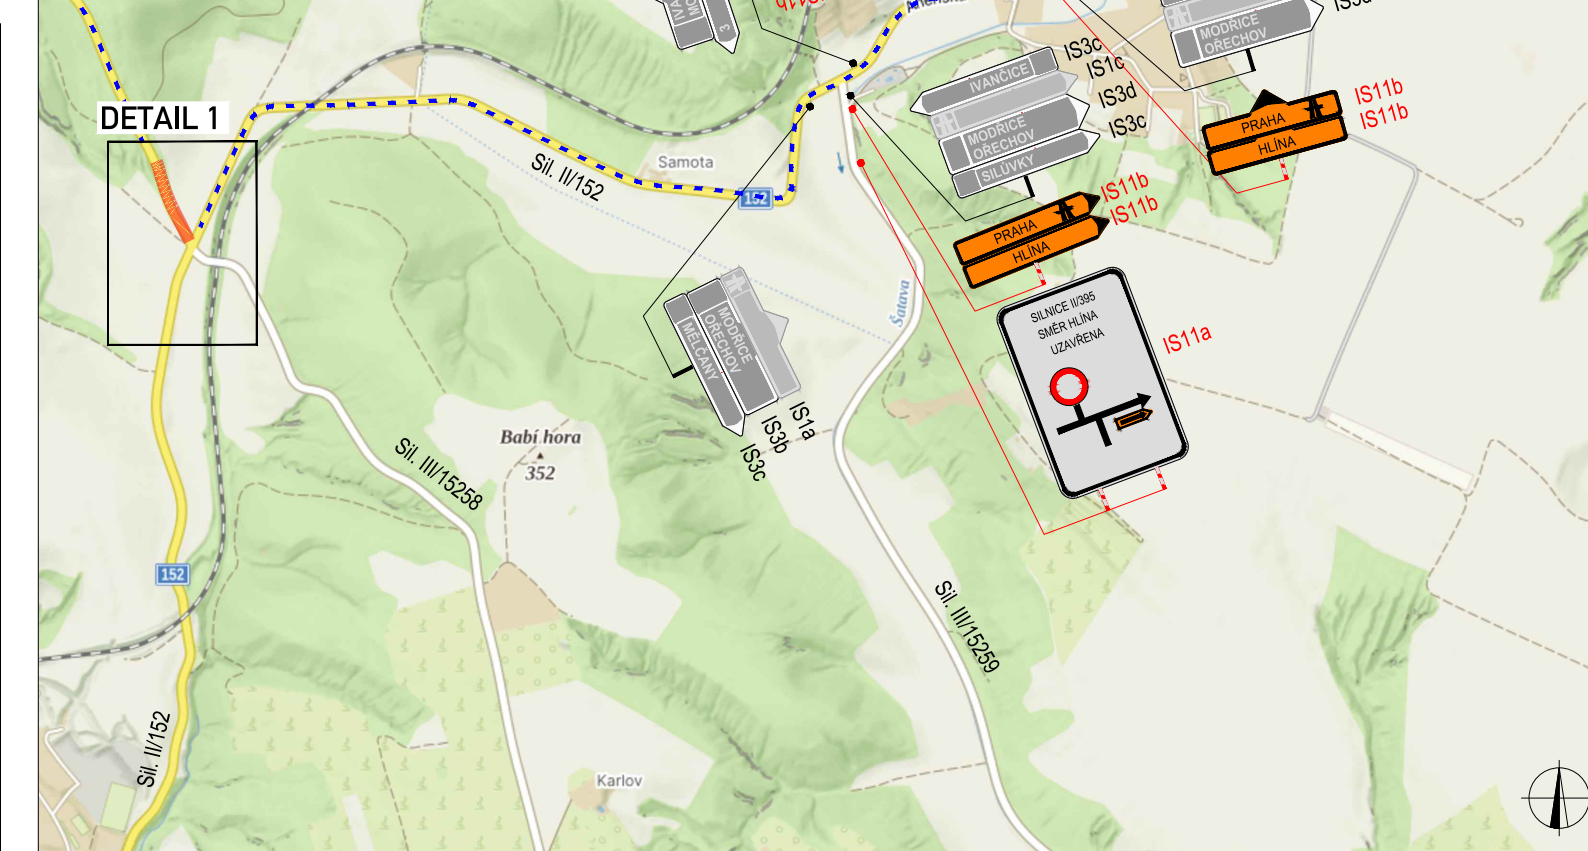 DETAIL 1
Samota
Sil. II/152
152
IVANČICE
MODŘICE
OŘECHOV
SILŮVKY
IS3c
IS1c
IS3d
IS3c
MODŘICE
OŘECHOV
PRAHA
HLÍNA
IS11b
IS11b
PRAHA
HLÍNA
IS11b
IS11b
SILNICE II/395
SMĚR HLÍNA
UZAVŘENA
IS11a
Šatava
MODŘICE
OŘECHOV
MĚLČANY
IS1a
IS3b
IS3c
Babí hora
352
Sil. III/15258
152
Sil. III/15259
Sil. II/152
Karlov